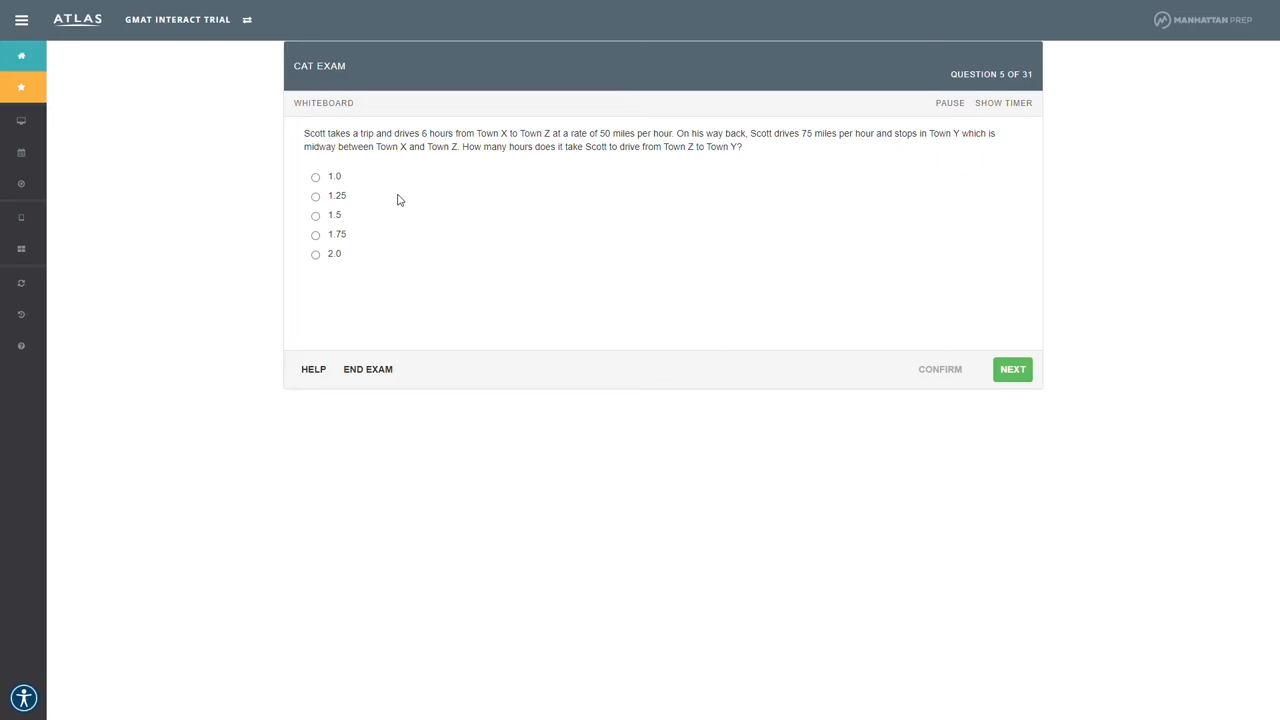 ATLAS
GMAT INTERACT TRIAL
MANHATTAN PREP
CAT EXAM
QUESTION 5 OF 31
WHITEBOARD
PAUSE
SHOW TIMER
Scott takes a trip and drives 6 hours from Town X to Town Z at a rate of 50 miles per hour. On his way back, Scott drives 75 miles per hour and stops in Town Y which is
midway between Town X and Town Z. How many hours does it take Scott to drive from Town Z to Town Y?
1.0
1.25
1.5
1.75
2.0
HELP
END EXAM
CONFIRM
NEXT